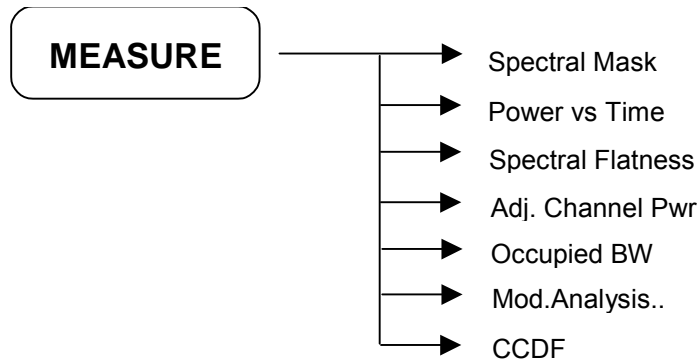 MEASURE
Spectral Mask
Power vs Time
Spectral Flatness
Adj. Channel Pwr
Occupied BW
Mod.Analysis..
CCDF